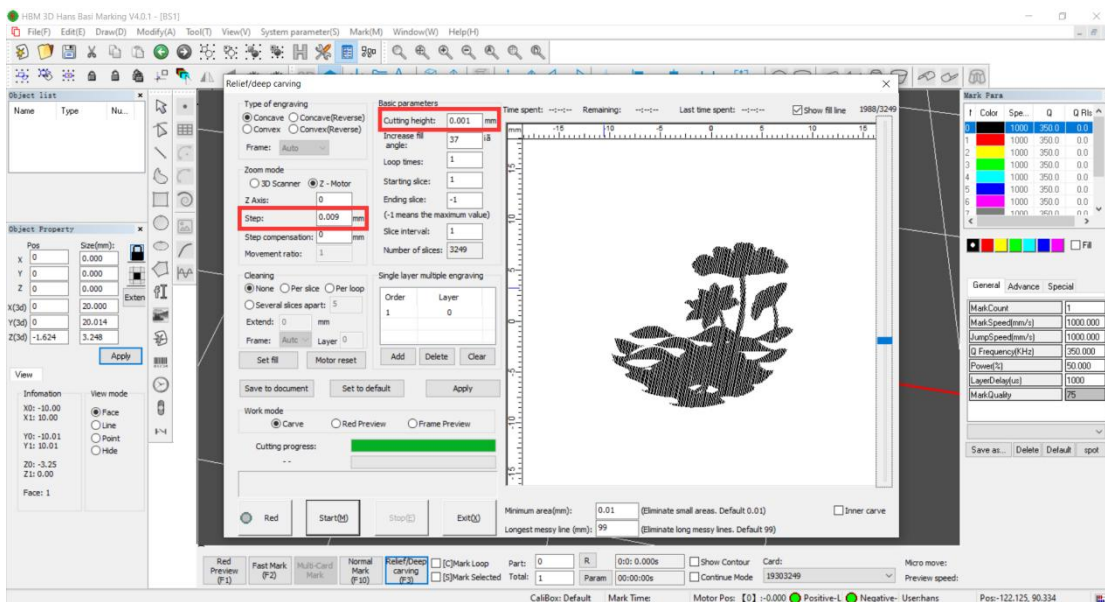 HBM 3D Hans Basi Marking V4.0.1 - [BS1]
File(F) Edit(E) Draw(D) Modify(A) Tool(T) View(V) System parameter(S) Mark(M) Window(W) Help(H)
Object list
Name Type Nu...
Object Property
Pos Size(mm):
X 0 0.000
Y 0 0.000
Z 0 0.000
Exten
X(3d) 0 20.000
Y(3d) 0 20.014
Z(3d) -1.624 3.248
Apply
View
Infomation View mode
X0: -10.00
X1: 10.00
Y0: -10.01
Y1: 10.01
Z0: -3.25
Z1: 0.00
Face: 1
Face
Line
Point
Hide
Relief/deep carving
Type of engraving
Concave Concave(Reverse)
Convex Convex(Reverse)
Frame: Auto
Zoom mode
3D Scanner Z - Motor
Z Axis: 0
Step: 0.009 mm
Step compensation: 0 mm
Movement ratio: 1
Cleaning
None Per slice Per loop
Several slices apart: 5
Extend: 0 mm
Frame: Layer 0
Set fill Motor reset
Basic parameters
Cutting height: 0.001 mm
Increase fill angle: 37 iã
Loop times: 1
Starting slice: 1
Ending slice: -1
(-1 means the maximum value)
Slice interval: 1
Number of slices: 3249
Single layer multiple engraving
Order Layer
1 0
Add Delete Clear
Save to document Set to default Apply
Work mode
Carve Red Preview Frame Preview
Cutting progress:
- -
Red Start(M) Stop(E) Exit(X)
Time spent: --:--:-- Remaining: --:--:-- Last time spent: --:--:-- Show fill line 1988/3249
mm -15 -10 -5 0 5 10 15
Minimum area(mm): 0.01 (Eliminate small areas. Default 0.01) Inner carve
Longest messy line (mm): 99 (Eliminate long messy lines. Default 99)
Mark Para
Color Spe... Q Q Rls
0 1000 350.0 0.0
1 1000 350.0 0.0
2 1000 350.0 0.0
3 1000 350.0 0.0
4 1000 350.0 0.0
5 1000 350.0 0.0
6 1000 350.0 0.0
7 1000 350.0 0.0
Fill
General Advance Special
MarkCount 1
MarkSpeed(mm/s) 1000.000
JumpSpeed(mm/s) 1000.000
Q Frequency(KHz) 350.000
Power(%) 50.000
LayerDelay(us) 1000
MarkQuality 75
Save as... Delete Default spot
Red Preview (F1)
Fast Mark (F2)
Multi-Card Mark
Normal Mark (F10)
Relief/Deep carving (F3)
[C]Mark Loop
[S]Mark Selected
Part: 0 R 0:0: 0.000s
Total: 1 Param 00:00:00s
Show Contour
Continue Mode
Card:
19303249
Micro move:
Preview speed:
CaliBox: Default Mark Time: Motor Pos: [0] :-0.000 Positive-L Negative- User:hans Pos:-122.125, 90.334